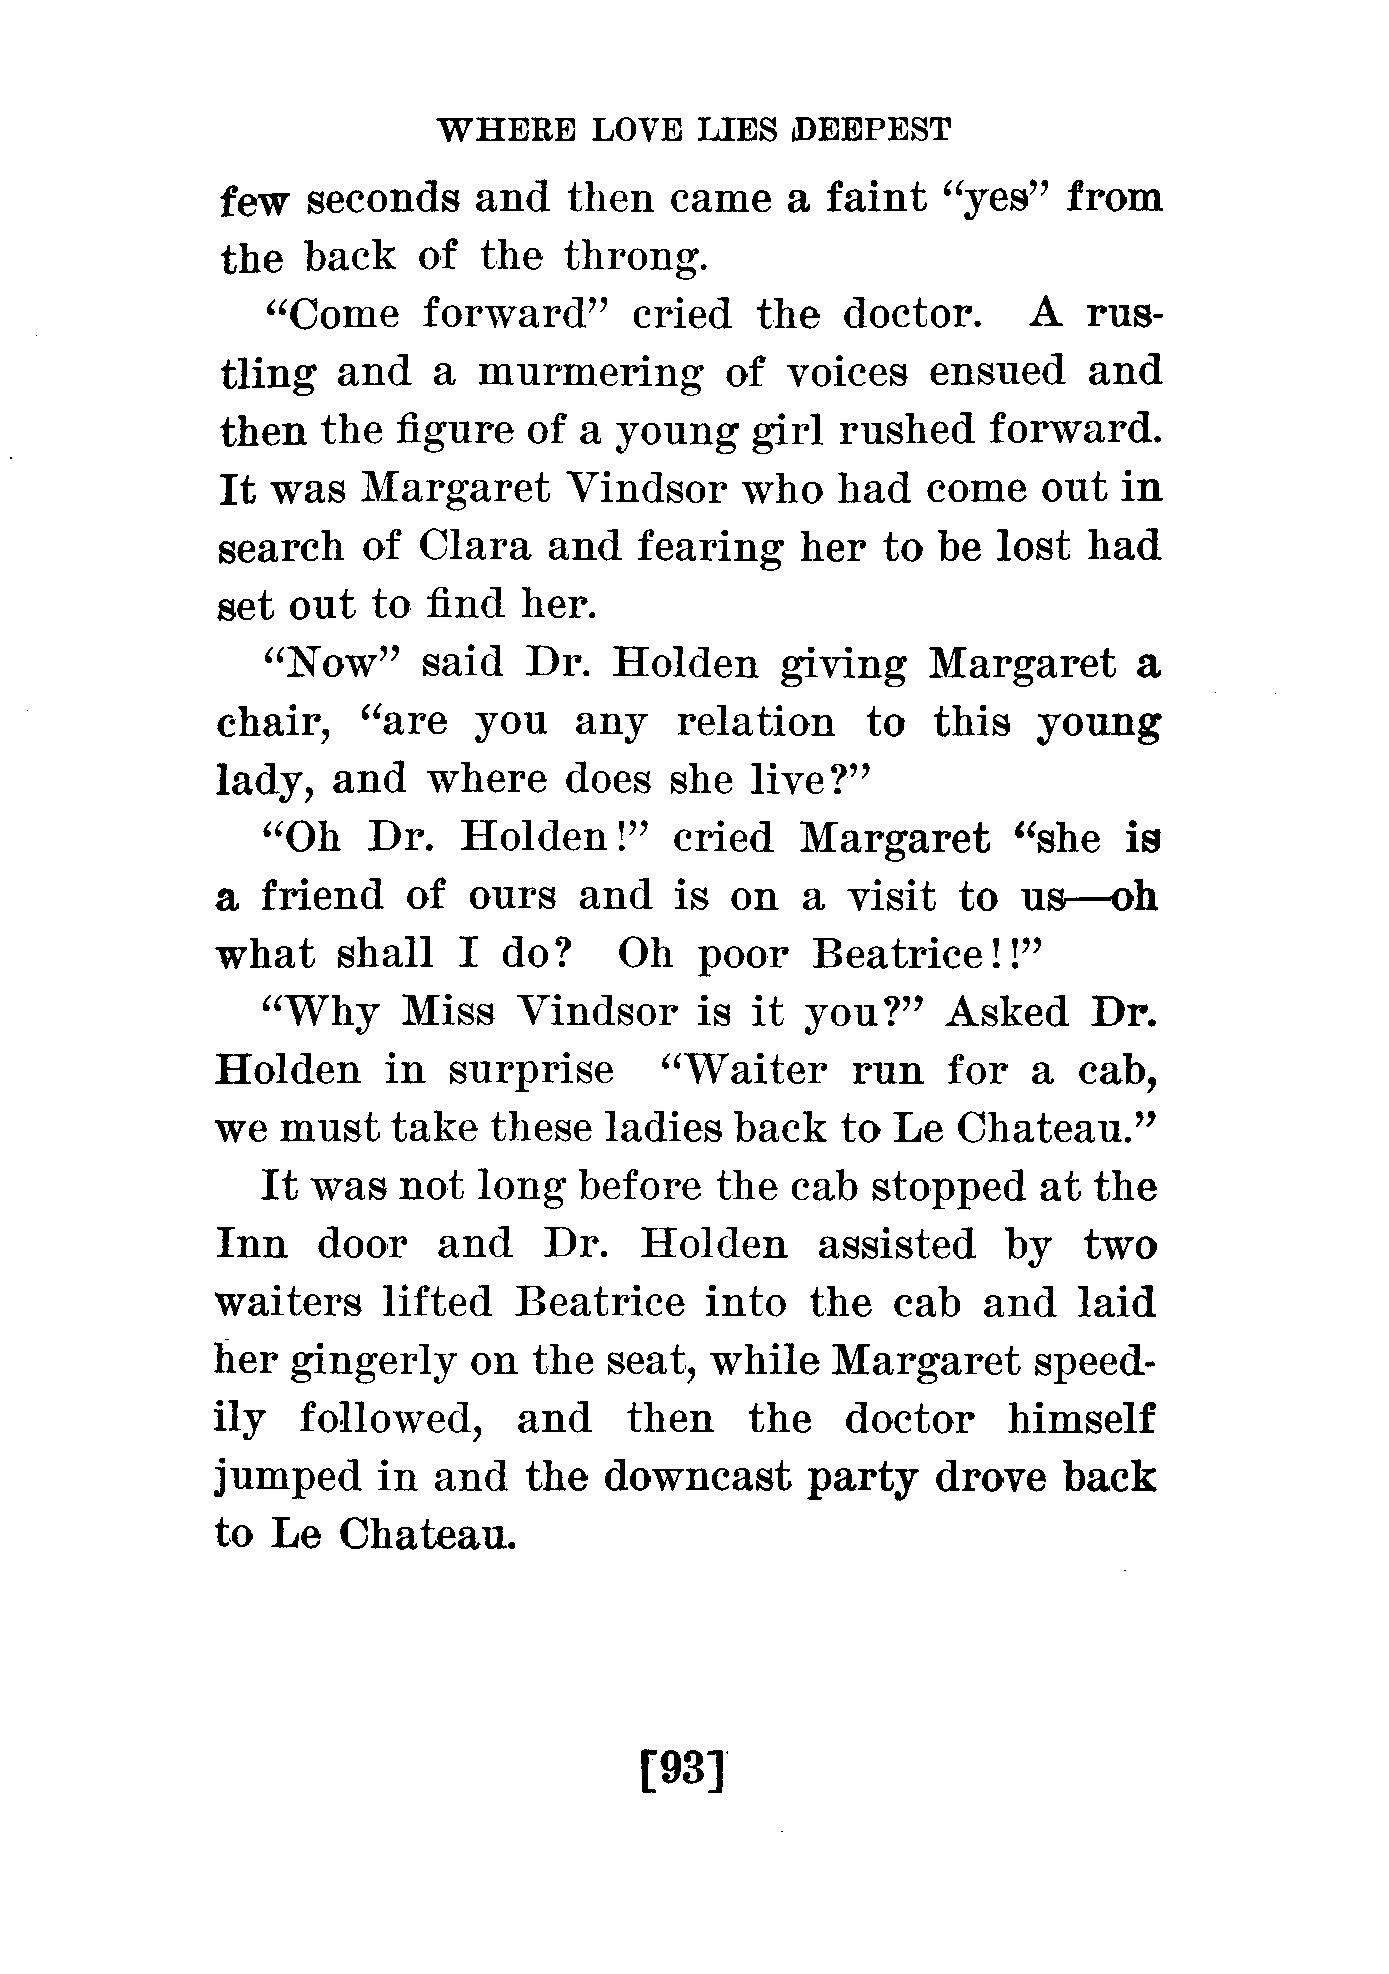 WHERE LOVE LIES DEEPEST
few seconds and then came a faint “yes” from
the back of the throng.
“Come forward” cried the doctor. A rus-
tling and a murmering of voices ensued and
then the figure of a young girl rushed forward.
It was Margaret Vindsor who had come out in
search of Clara and fearing her to be lost had
set out to find her.
“Now” said Dr. Holden giving Margaret a
chair, “are you any relation to this young
lady, and where does she live?”
“Oh Dr. Holden!” cried Margaret “she is
a friend of ours and is on a visit to us—oh
what shall I do? Oh poor Beatrice!!”
“Why Miss Vindsor is it you?” Asked Dr.
Holden in surprise “Waiter run for a cab,
we must take these ladies back to Le Chateau.”
It was not long before the cab stopped at the
Inn door and Dr. Holden assisted by two
waiters lifted Beatrice into the cab and laid
her gingerly on the seat, while Margaret speed-
ily followed, and then the doctor himself
jumped in and the downcast party drove back
to Le Chateau.
[93]